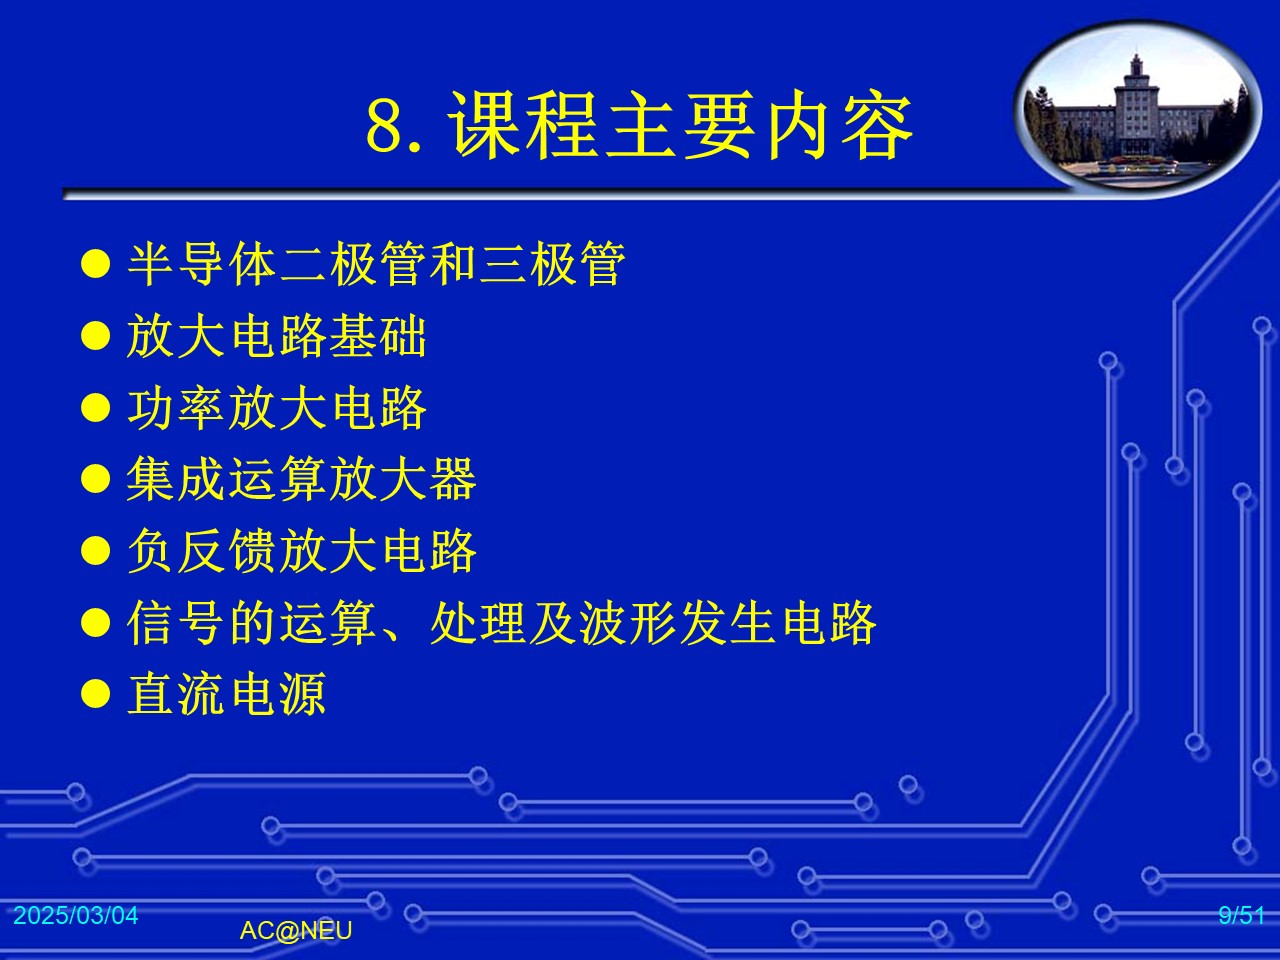 8. 课程主要内容
半导体二极管和三极管
放大电路基础
功率放大电路
集成运算放大器
负反馈放大电路
信号的运算、处理及波形发生电路
直流电源
2025/03/04
AC@NEU
9/51